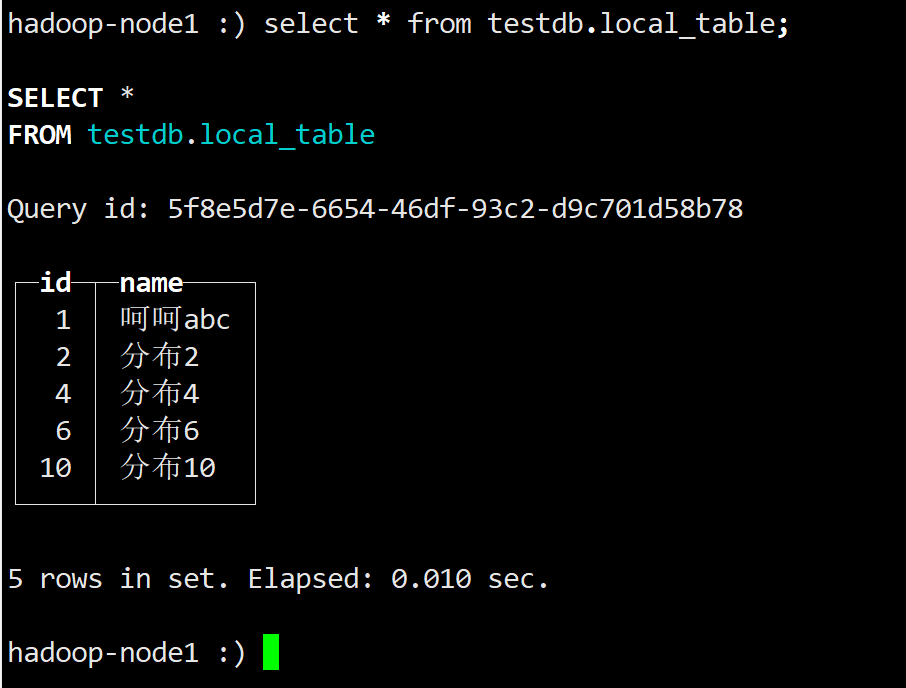 hadoop-node1 :) select * from testdb.local_table;
SELECT *
FROM testdb.local_table
Query id: 5f8e5d7e-6654-46df-93c2-d9c701d58b78
id name
1 呵呵abc
2 分布2
4 分布4
6 分布6
10 分布10
5 rows in set. Elapsed: 0.010 sec.
hadoop-node1 :)